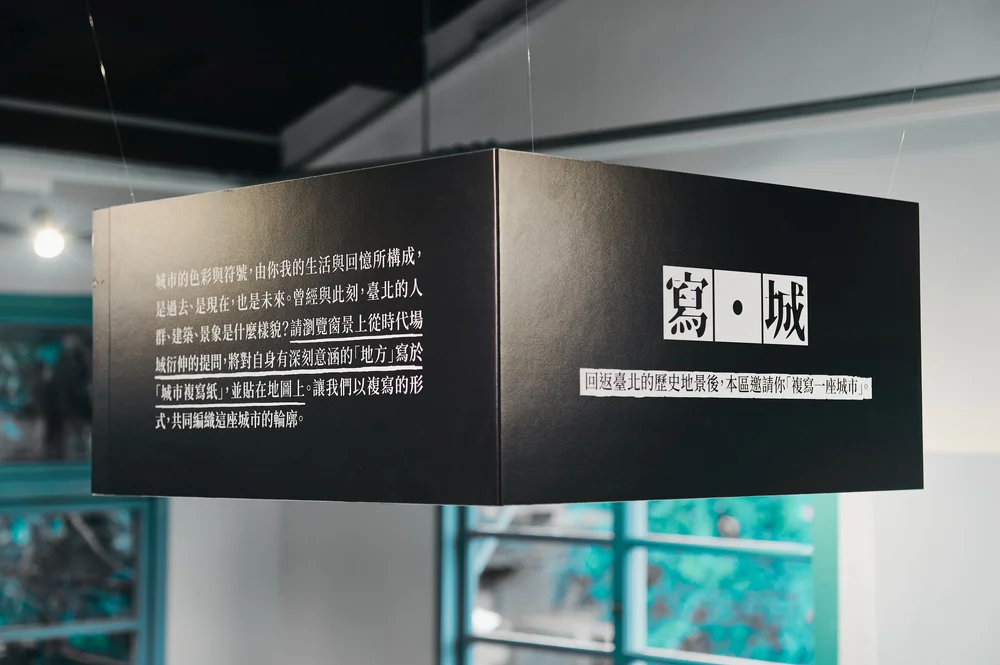 城市的色彩與符號，由你我的生活與回憶所構成，
是過去、是現在，也是未來。曾經與此刻，臺北的人
群、建築、景象是什麼樣貌？請瀏覽窗景上從時代場
域衍伸的提問，將對自身有深刻意涵的「地方」寫於
「城市複寫紙」，並貼在地圖上。讓我們以複寫的形
式，共同編織這座城市的輪廓。
寫・城
回返臺北的歷史地景後，本區邀請你「複寫一座城市」。